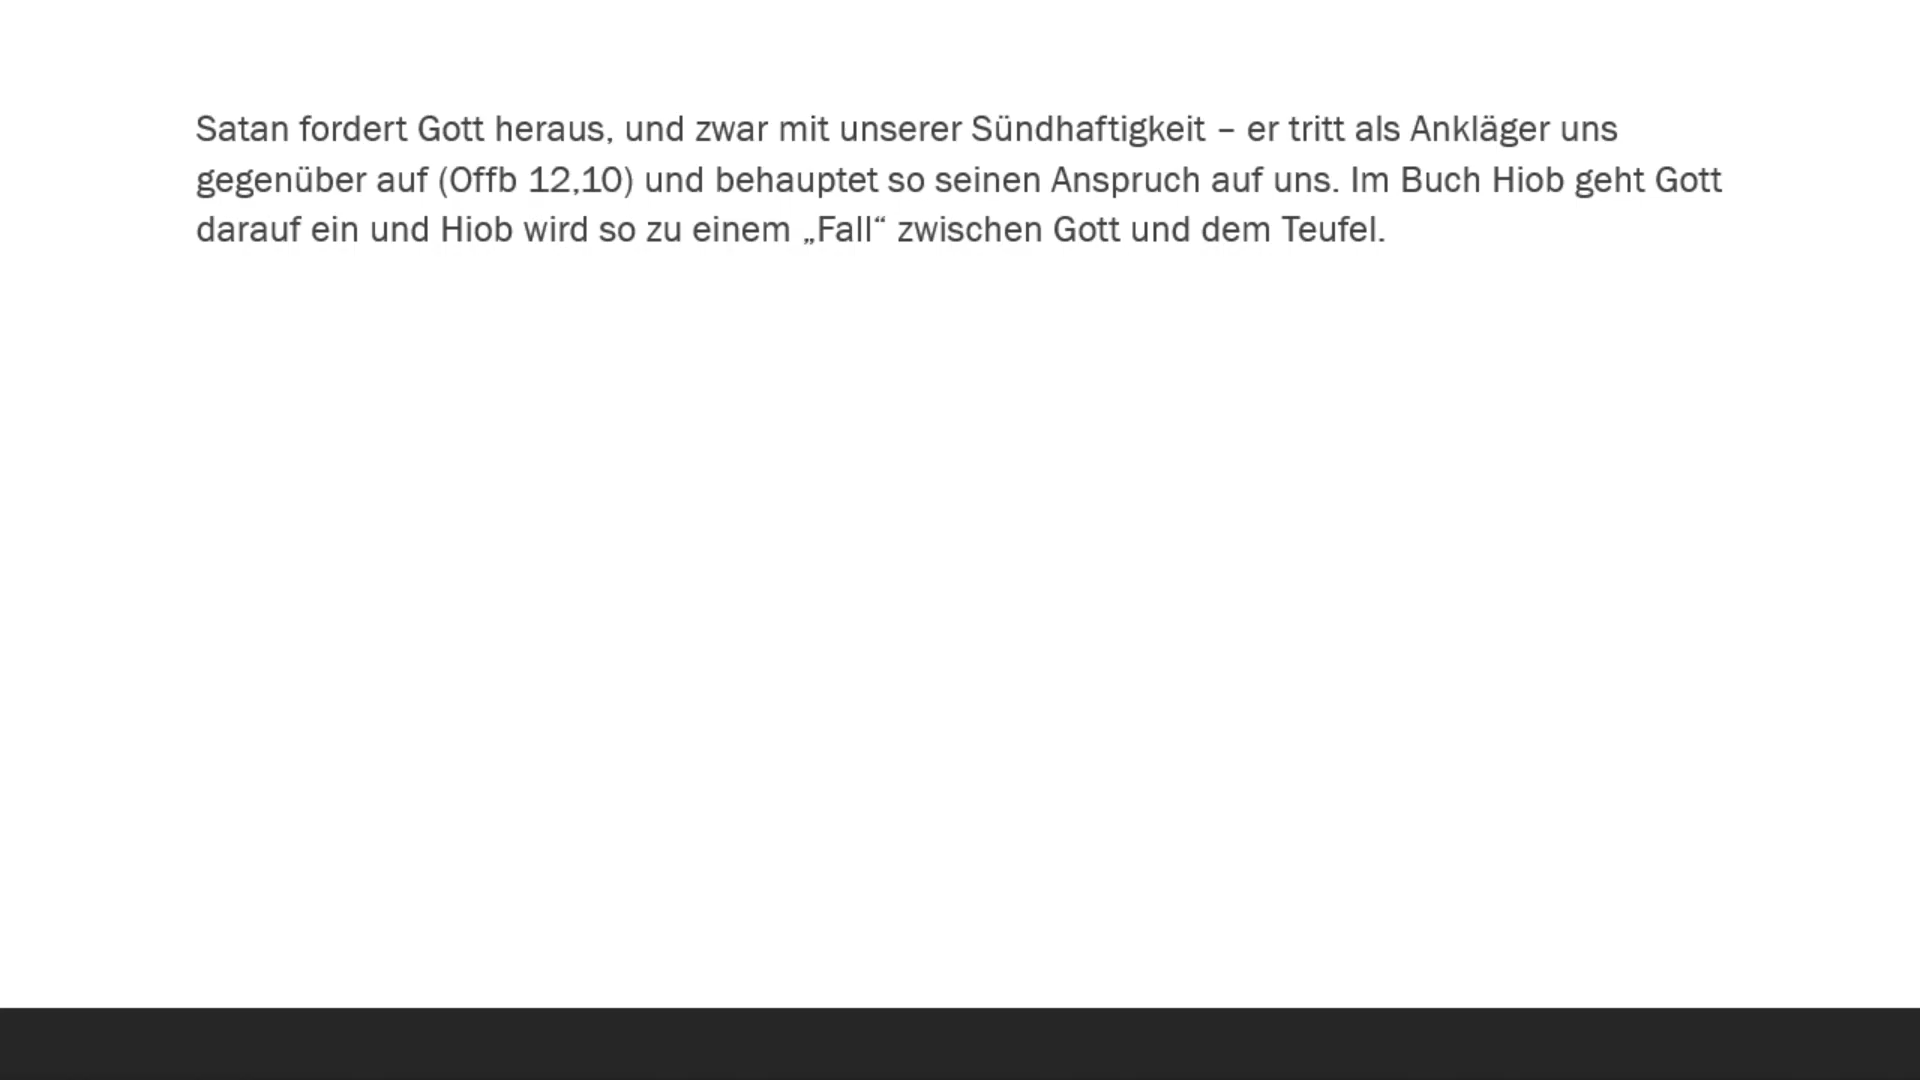 Satan fordert Gott heraus, und zwar mit unserer Sündhaftigkeit – er tritt als Ankläger uns
gegenüber auf (Offb 12,10) und behauptet so seinen Anspruch auf uns. Im Buch Hiob geht Gott
darauf ein und Hiob wird so zu einem „Fall“ zwischen Gott und dem Teufel.